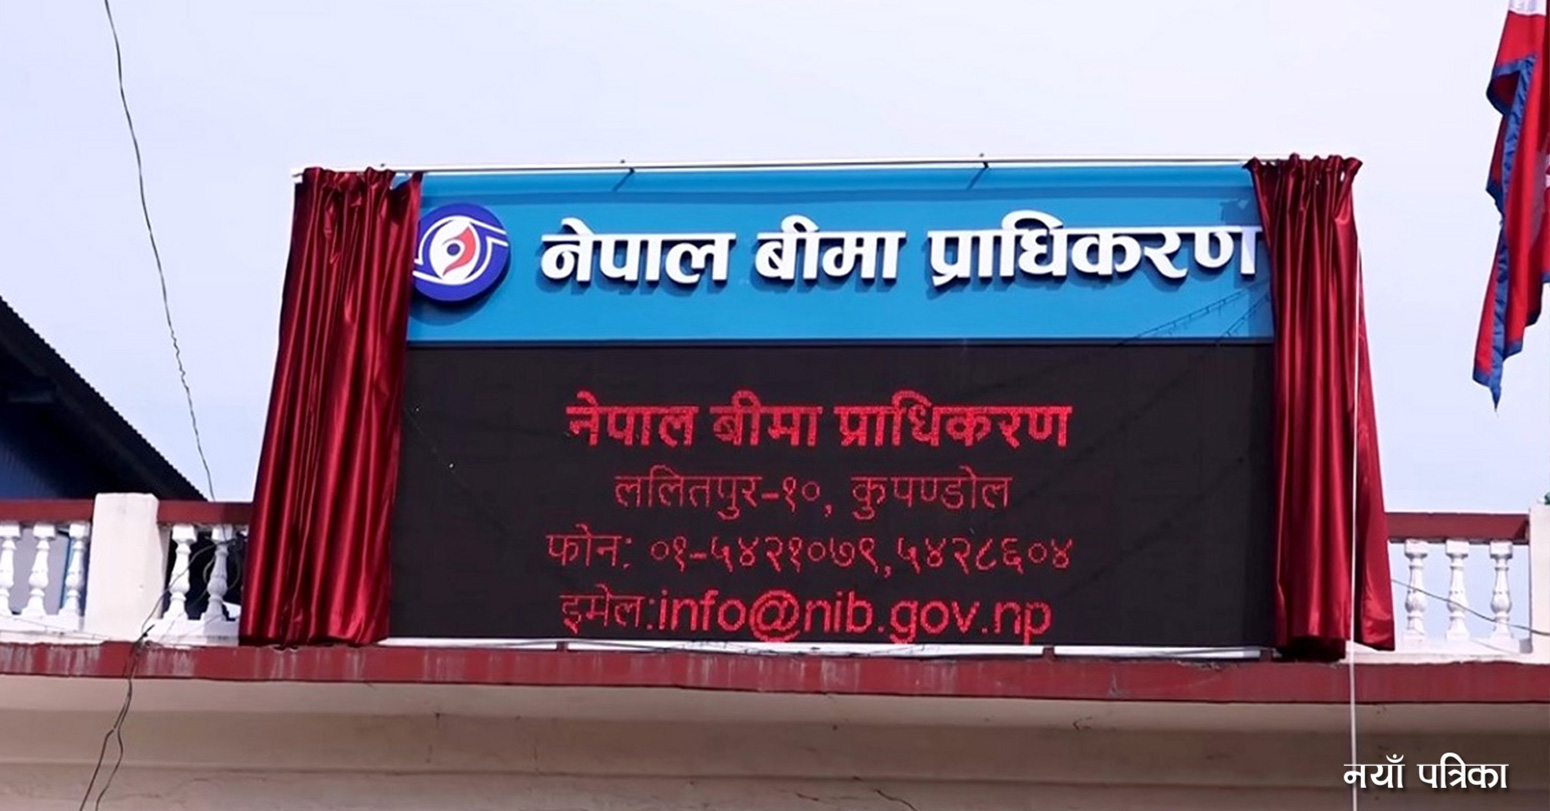 नेपाल बीमा प्राधिकरण
नेपाल बीमा प्राधिकरण
ललितपुर-१०, कुपण्डोल
फोन: ०१-५४२१०७९,५४२८६०४
इमेल:info@nib.gov.np
नयाँ पत्रिका